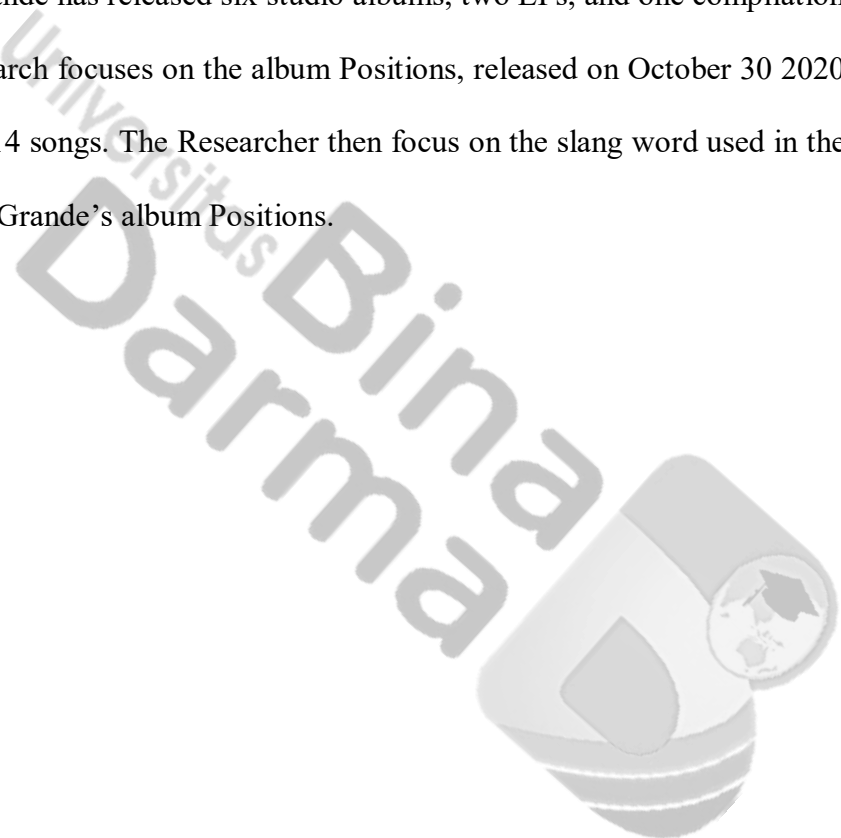 nde has released six studio albums, two EPs, and one compilation
arch focuses on the album Positions, released on October 30 2020
4 songs. The Researcher then focus on the slang word used in the
Grande’s album Positions.
Universitas
Bina
Darma